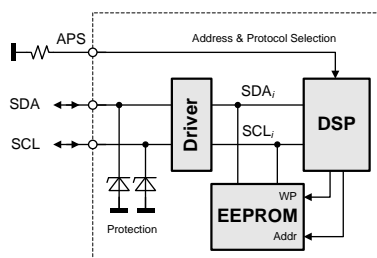 APS
Address & Protocol Selection
SDA
SDAi
SCL
SCLi
Driver
DSP
WP
EEPROM
Addr
Protection